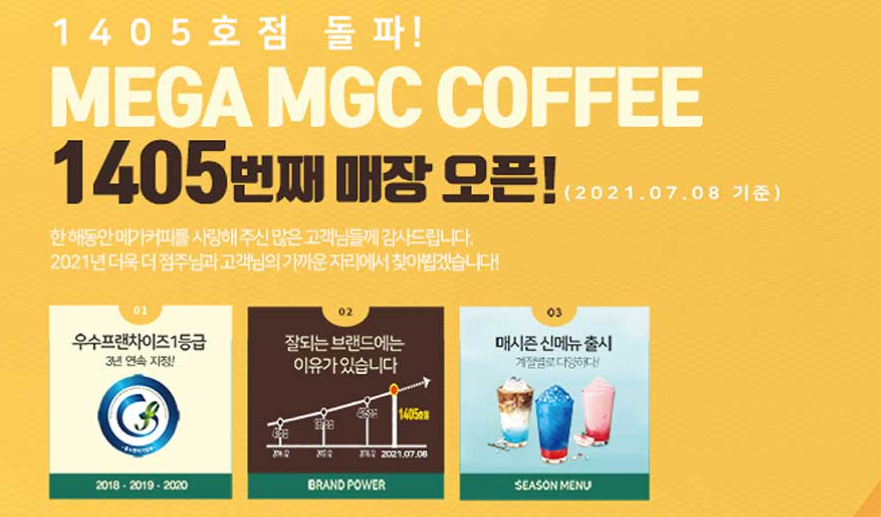 1405호점 돌파!
MEGA MGC COFFEE
1405번째 매장 오픈! (2021.07.08 기준)
한 해동안 메가커피를 사랑해 주신 많은 고객님들께 감사드립니다.
2021년 더욱 더 점주님과 고객님의 가까운 자리에서 찾아뵙겠습니다!
01
우수프랜차이즈1등급
3년 연속 지정!
2018 - 2019 - 2020
02
잘되는 브랜드에는
이유가 있습니다
1405호점
2021.07.08
BRAND POWER
03
매시즌 신메뉴 출시
계절별로 다양하다!
SEASON MENU